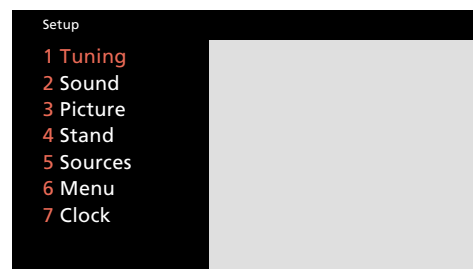 Setup
1 Tuning
2 Sound
3 Picture
4 Stand
5 Sources
6 Menu
7 Clock